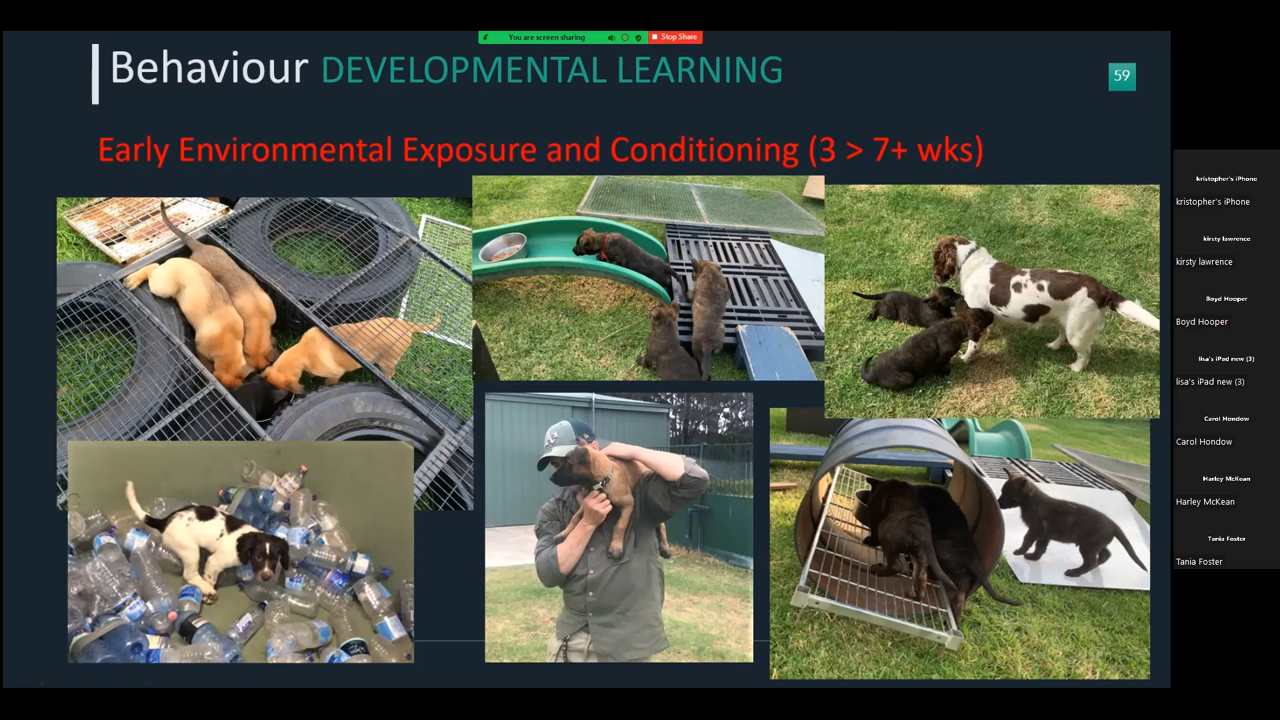 You are screen sharing
Stop Share
Behaviour DEVELOPMENTAL LEARNING
59
Early Environmental Exposure and Conditioning (3 > 7+ wks)
kristopher's iPhone
kristopher's iPhone
kirsty lawrence
kirsty lawrence
Boyd Hooper
Boyd Hooper
lisa's iPad new (3)
lisa's iPad new (3)
Carol Hondow
Carol Hondow
Harley McKean
Harley McKean
Tania Foster
Tania Foster